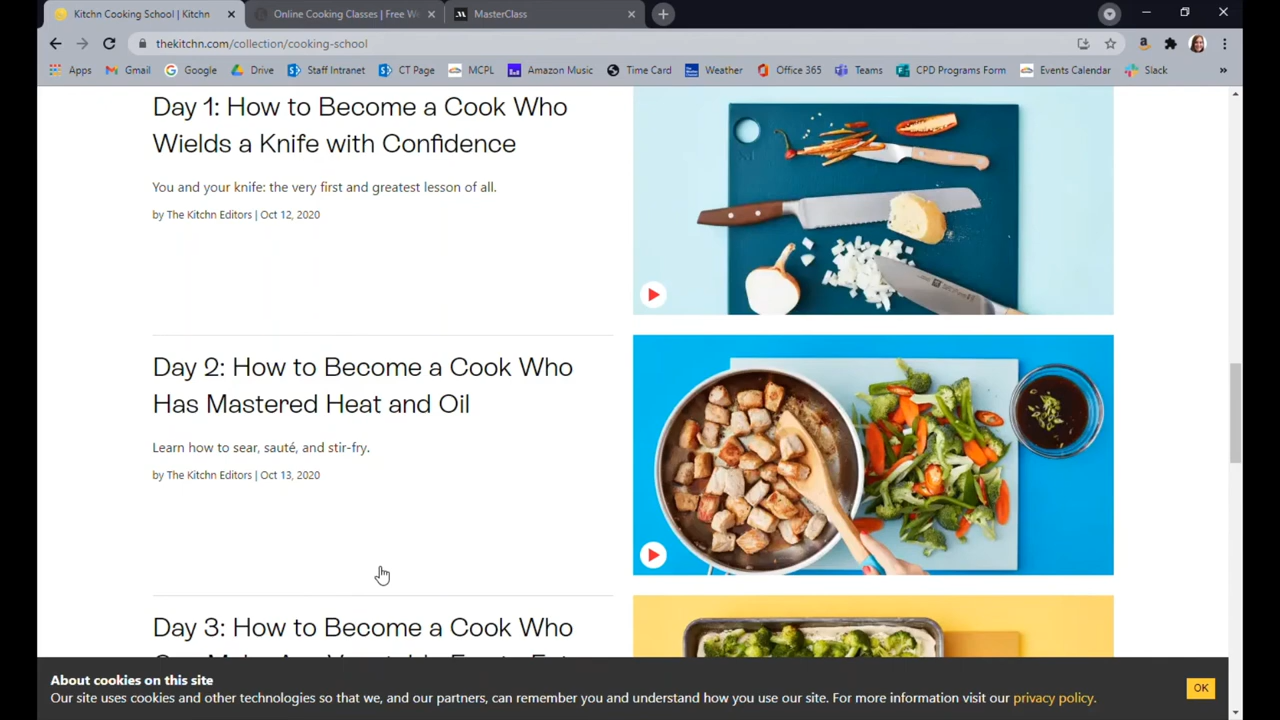 Kitchn Cooking School | Kitchn
Online Cooking Classes | Free W
MasterClass
thekitchn.com/collection/cooking-school
Apps
Gmail
Google
Drive
Staff Intranet
CT Page
MCPL
Amazon Music
Time Card
Weather
Office 365
Teams
CPD Programs Form
Events Calendar
Slack
Day 1: How to Become a Cook Who
Wields a Knife with Confidence
You and your knife: the very first and greatest lesson of all.
by The Kitchn Editors | Oct 12, 2020
Day 2: How to Become a Cook Who
Has Mastered Heat and Oil
Learn how to sear, sauté, and stir-fry.
by The Kitchn Editors | Oct 13, 2020
Day 3: How to Become a Cook Who
About cookies on this site
Our site uses cookies and other technologies so that we, and our partners, can remember you and understand how you use our site. For more information visit our privacy policy.
OK